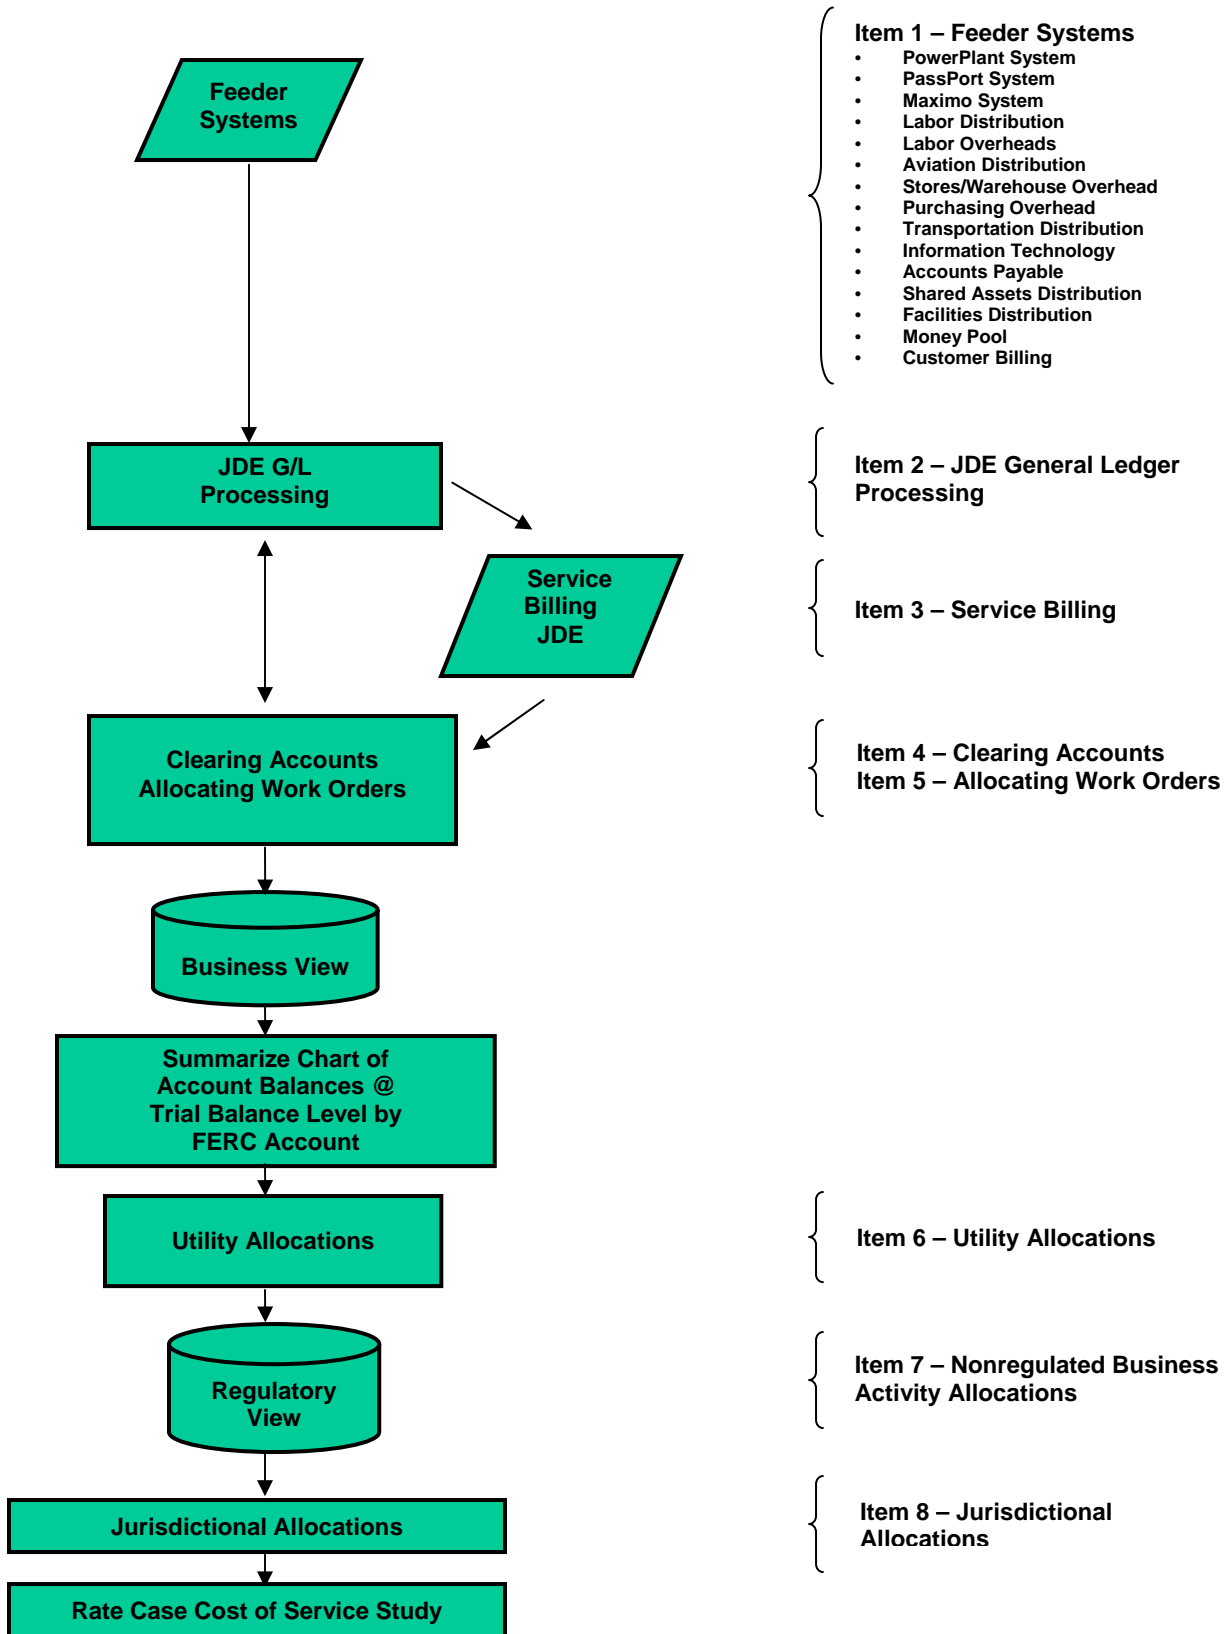 Feeder
Systems
Item 1 – Feeder Systems
• PowerPlant System
• PassPort System
• Maximo System
• Labor Distribution
• Labor Overheads
• Aviation Distribution
• Stores/Warehouse Overhead
• Purchasing Overhead
• Transportation Distribution
• Information Technology
• Accounts Payable
• Shared Assets Distribution
• Facilities Distribution
• Money Pool
• Customer Billing
JDE G/L
Processing
Item 2 – JDE General Ledger
Processing
Service
Billing
JDE
Item 3 – Service Billing
Clearing Accounts
Allocating Work Orders
Item 4 – Clearing Accounts
Item 5 – Allocating Work Orders
Business View
Summarize Chart of
Account Balances @
Trial Balance Level by
FERC Account
Utility Allocations
Item 6 – Utility Allocations
Regulatory
View
Item 7 – Nonregulated Business
Activity Allocations
Jurisdictional Allocations
Item 8 – Jurisdictional
Allocations
Rate Case Cost of Service Study